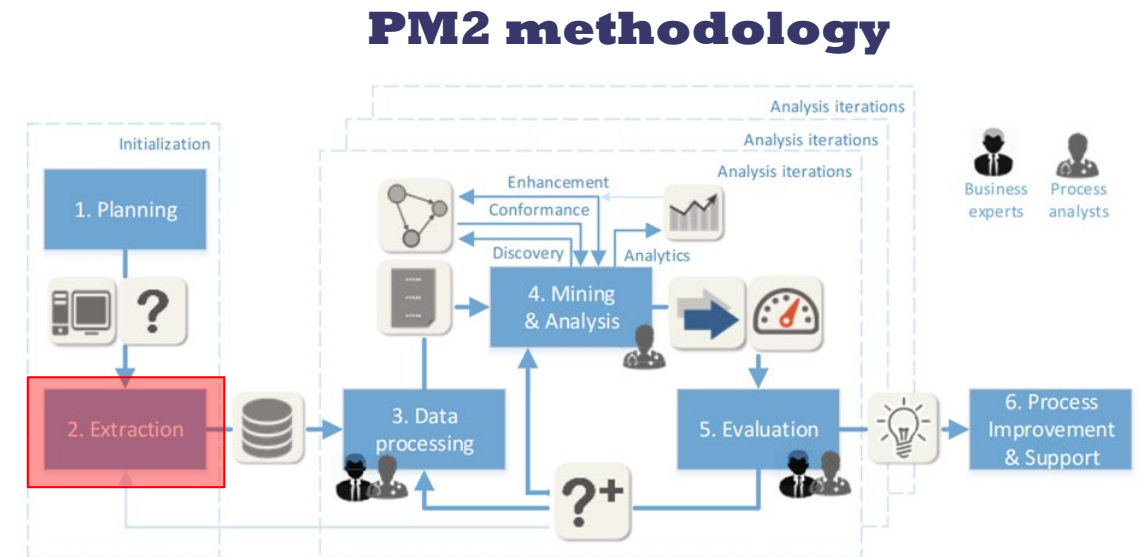 PM2 methodology
Analysis iterations
Analysis iterations
Analysis iterations
Initialization
Business
experts
Process
analysts
1. Planning
?
2. Extraction
Enhancement
Conformance
Discovery
Analytics
4. Mining
& Analysis
3. Data
processing
5. Evaluation
?+
6. Process
Improvement
& Support